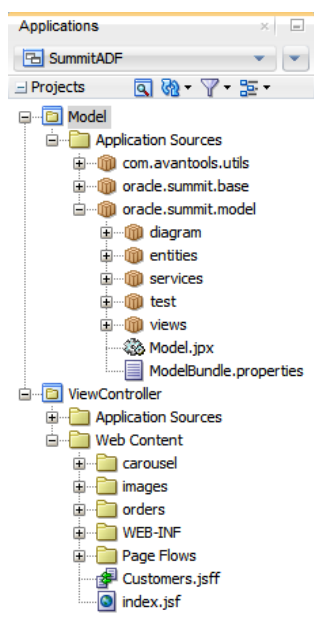 Applications
SummitADF
Projects
Model
Application Sources
com.avantools.utils
oracle.summit.base
oracle.summit.model
diagram
entities
services
test
views
Model.jpx
ModelBundle.properties
ViewController
Application Sources
Web Content
carousel
images
orders
WEB-INF
Page Flows
Customers.jsff
index.jsf